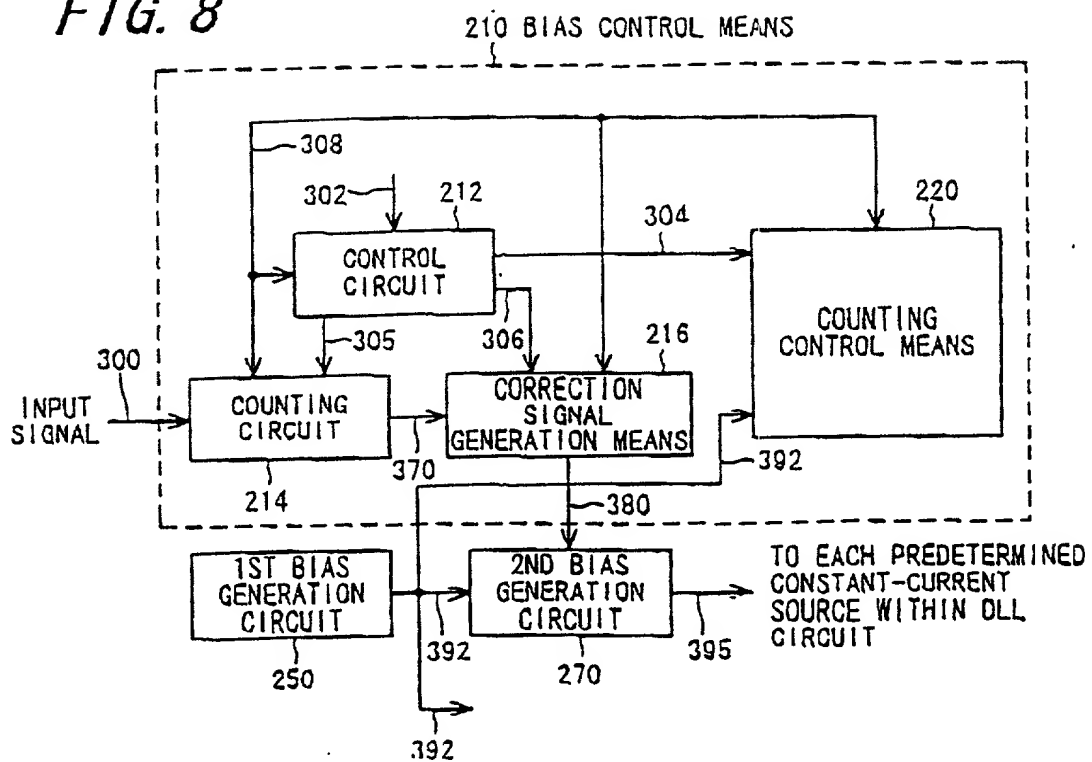 FIG. 8
210 BIAS CONTROL MEANS
308
302
212
304
220
CONTROL
CIRCUIT
306
305
216
COUNTING
CONTROL MEANS
300
INPUT
SIGNAL
COUNTING
CIRCUIT
370
CORRECTION
SIGNAL
GENERATION MEANS
392
214
380
1ST BIAS
GENERATION
CIRCUIT
392
2ND BIAS
GENERATION
CIRCUIT
395
TO EACH PREDETERMINED
CONSTANT-CURRENT
SOURCE WITHIN DLL
CIRCUIT
250
270
392